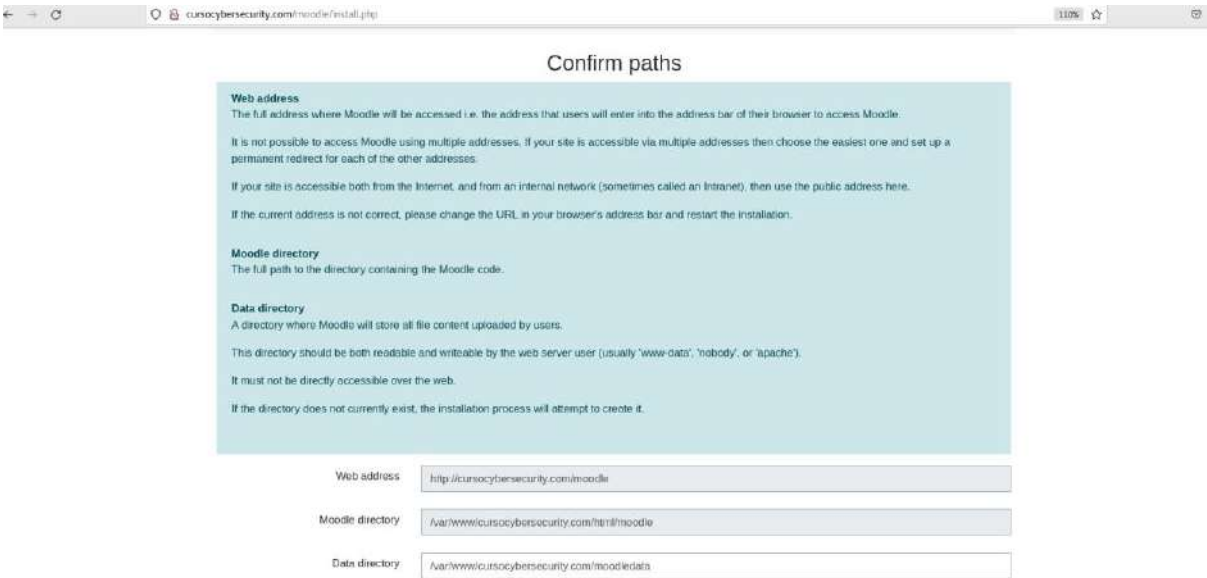 cursocybersecurity.com/moodle/install.php
110%
Confirm paths
Web address
The full address where Moodle will be accessed i.e. the address that users will enter into the address bar of their browser to access Moodle.
It is not possible to access Moodle using multiple addresses. If your site is accessible via multiple addresses then choose the easiest one and set up a
permanent redirect for each of the other addresses.
If your site is accessible both from the Internet, and from an internal network (sometimes called an Intranet), then use the public address here.
If the current address is not correct, please change the URL in your browser's address bar and restart the installation.
Moodle directory
The full path to the directory containing the Moodle code.
Data directory
A directory where Moodle will store all file content uploaded by users.
This directory should be both readable and writeable by the web server user (usually 'www-data', 'nobody', or 'apache').
It must not be directly accessible over the web.
If the directory does not currently exist, the installation process will attempt to create it.
Web address
http://cursocybersecurity.com/moodle
Moodle directory
/var/www/cursocybersecurity.com/html/moodle
Data directory
/var/www/cursocybersecurity.com/moodledata